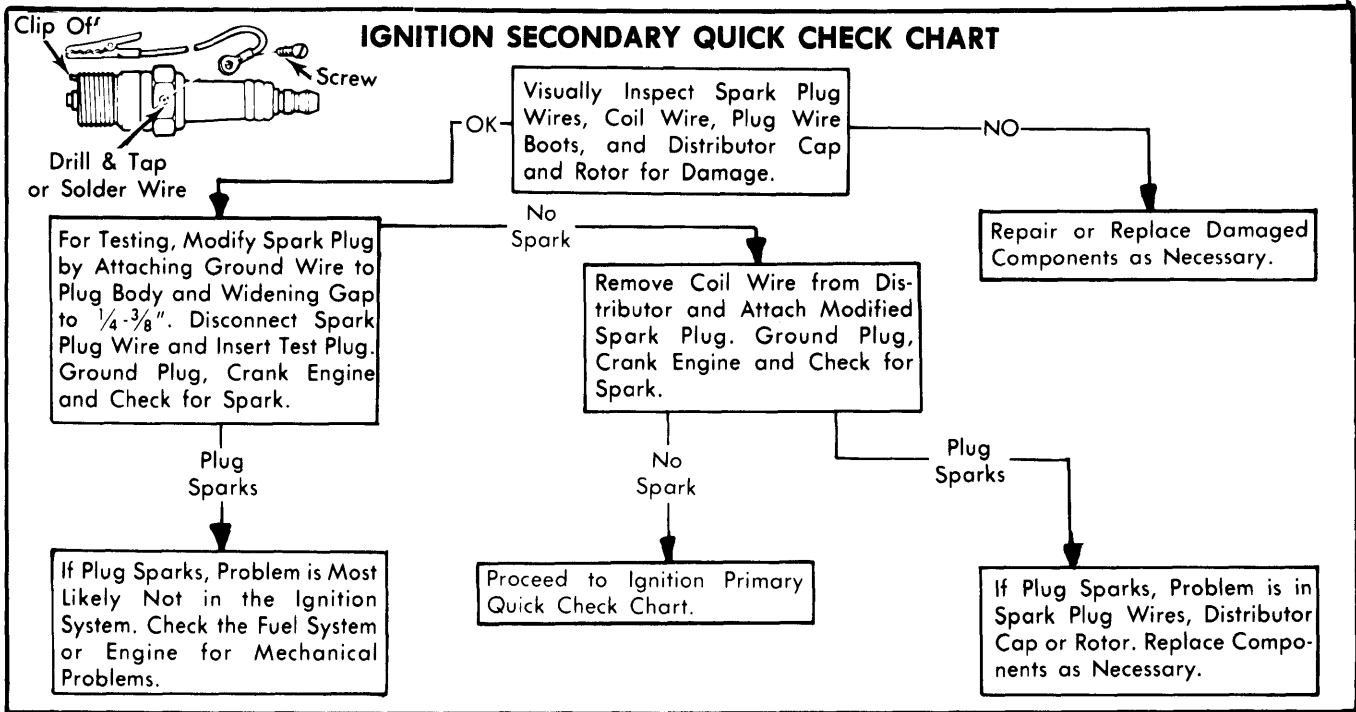 Clip Off
IGNITION SECONDARY QUICK CHECK CHART
Screw
Drill & Tap
or Solder Wire
Visually Inspect Spark Plug
Wires, Coil Wire, Plug Wire
Boots, and Distributor Cap
and Rotor for Damage.
OK
NO
For Testing, Modify Spark Plug
by Attaching Ground Wire to
Plug Body and Widening Gap
to 1/4-3/8". Disconnect Spark
Plug Wire and Insert Test Plug.
Ground Plug, Crank Engine
and Check for Spark.
No
Spark
Remove Coil Wire from Dis-
tributor and Attach Modified
Spark Plug. Ground Plug,
Crank Engine and Check for
Spark.
Repair or Replace Damaged
Components as Necessary.
Plug
Sparks
No
Spark
Plug
Sparks
If Plug Sparks, Problem is Most
Likely Not in the Ignition
System. Check the Fuel System
or Engine for Mechanical
Problems.
Proceed to Ignition Primary
Quick Check Chart.
If Plug Sparks, Problem is in
Spark Plug Wires, Distributor
Cap or Rotor. Replace Compo-
nents as Necessary.